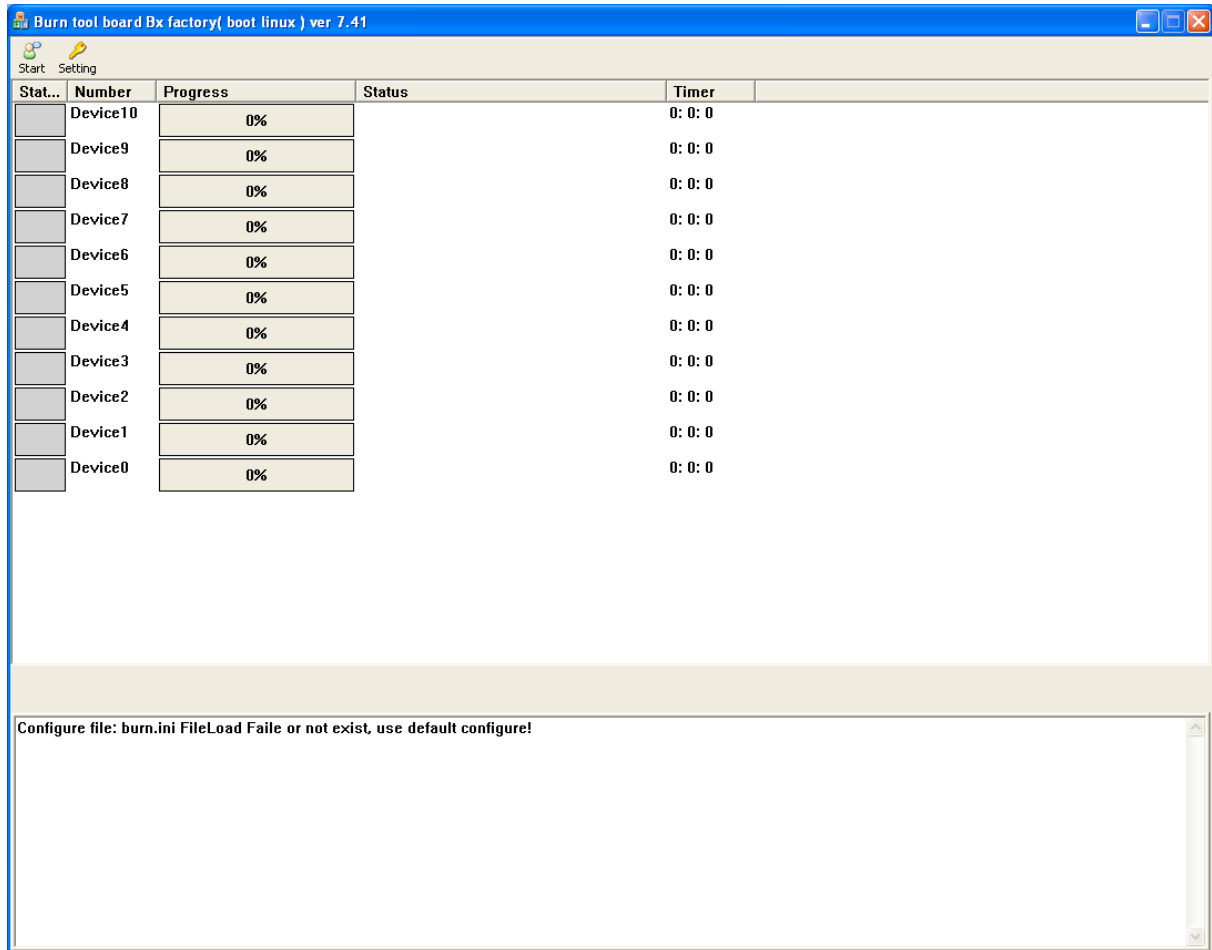 Burn tool board Bx factory( boot linux ) ver 7.41
Start Setting
Stat... Number Progress Status Timer
Device10 0% 0: 0: 0
Device9 0% 0: 0: 0
Device8 0% 0: 0: 0
Device7 0% 0: 0: 0
Device6 0% 0: 0: 0
Device5 0% 0: 0: 0
Device4 0% 0: 0: 0
Device3 0% 0: 0: 0
Device2 0% 0: 0: 0
Device1 0% 0: 0: 0
Device0 0% 0: 0: 0
Configure file: burn.ini FileLoad Faile or not exist, use default configure!